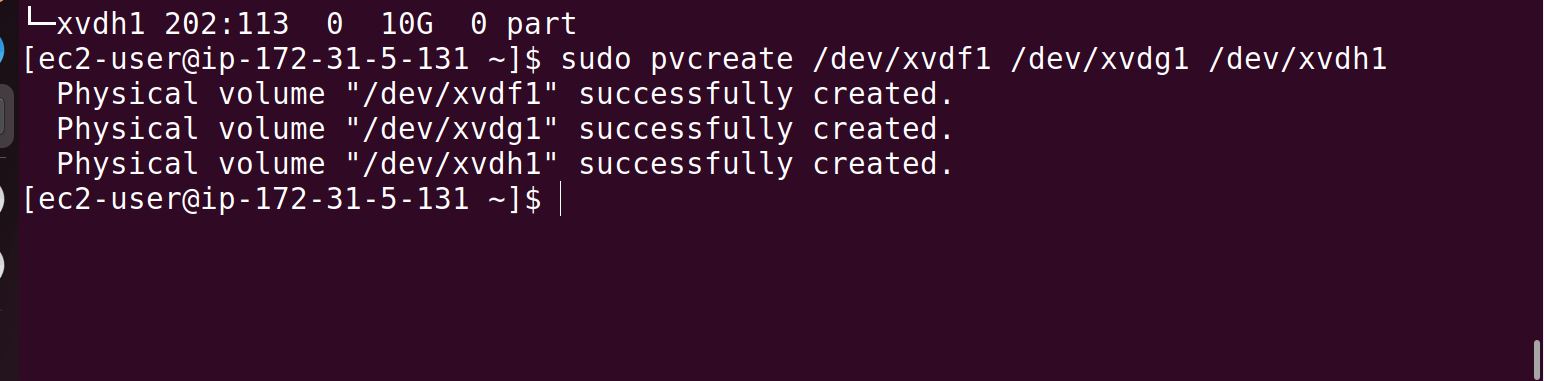 └─xvdh1 202:113  0  10G  0 part
[ec2-user@ip-172-31-5-131 ~]$ sudo pvcreate /dev/xvdf1 /dev/xvdg1 /dev/xvdh1
  Physical volume "/dev/xvdf1" successfully created.
  Physical volume "/dev/xvdg1" successfully created.
  Physical volume "/dev/xvdh1" successfully created.
[ec2-user@ip-172-31-5-131 ~]$